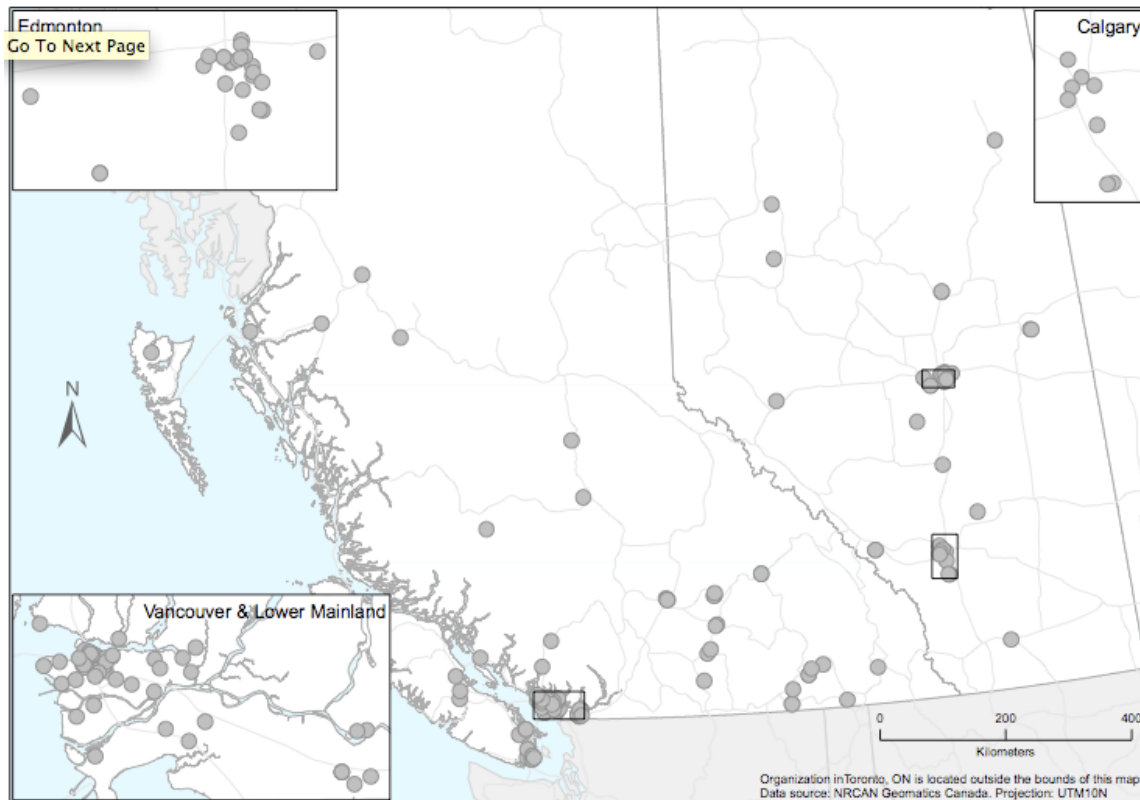 Edmonton
Go To Next Page
Calgary
N
Vancouver & Lower Mainland
0 200 400
Kilometers
Organization inToronto, ON is located outside the bounds of this map
Data source: NRCAN Geomatics Canada. Projection: UTM10N